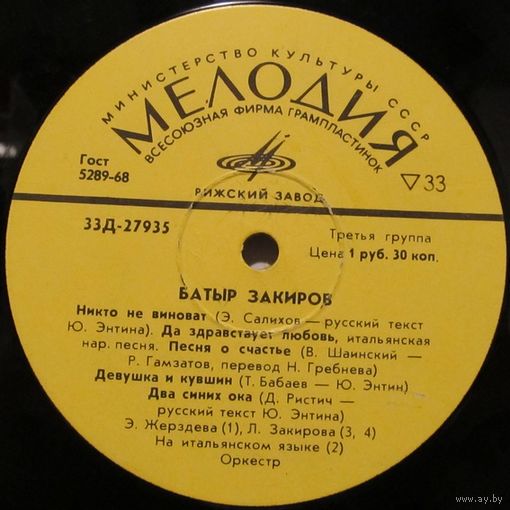 МИНИСТЕРСТВО КУЛЬТУРЫ СССР
МЕЛОДИЯ
ВСЕСОЮЗНАЯ ФИРМА ГРАМПЛАСТИНОК
Гост
5289-68
▽33
РИЖСКИЙ ЗАВОД
33Д-27935
Третья группа
Цена 1 руб. 30 коп.
БАТЫР ЗАКИРОВ
Никто не виноват (Э. Салихов — русский текст
Ю. Энтина). Да здравствует любовь, итальянская
нар. песня. Песня о счастье (В. Шаинский —
Р. Гамзатов, перевод Н. Гребнева)
Девушка и кувшин (Т. Бабаев — Ю. Энтин)
Два синих ока (Д. Ристич —
русский текст Ю. Энтина)
Э. Жерздева (1), Л. Закирова (3, 4)
На итальянском языке (2)
Оркестр
www.ay.by